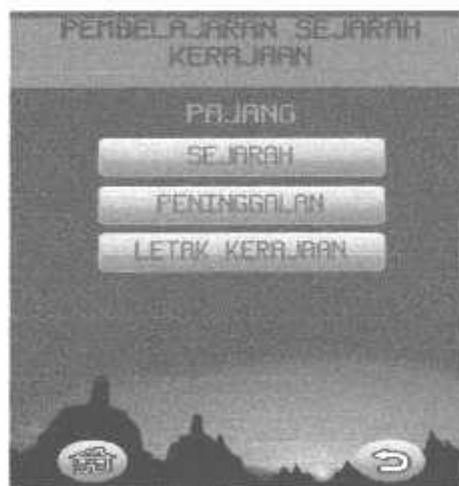 PEMBELAJARAN SEJARAH
KERAJAAN
PAJANG
SEJARAH
PENINGGALAN
LETAK KERAJAAN